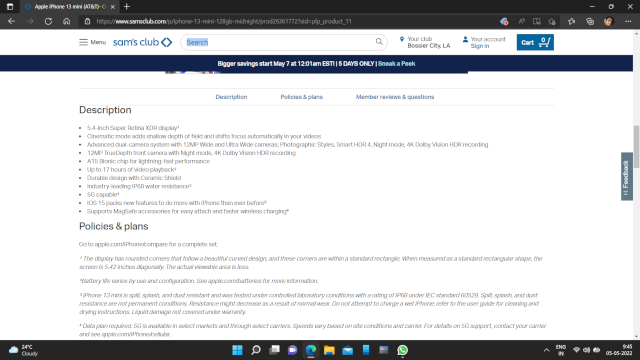 Apple iPhone 13 mini (AT&T)- C
https://www.samsclub.com/p/iphone-13-mini-128gb-midnight/prod26361772?xid=plp_product_11
Menu
sam's club
Search
Your club
Bossier City, LA
Your account
Sign in
Cart
0
Bigger savings start May 7 at 12:01am EST! | 5 DAYS ONLY | Sneak a Peek
Description
Policies & plans
Member reviews & questions
Description
5.4-inch Super Retina XDR display¹
Cinematic mode adds shallow depth of field and shifts focus automatically in your videos
Advanced dual-camera system with 12MP Wide and Ultra Wide cameras; Photographic Styles, Smart HDR 4, Night mode, 4K Dolby Vision HDR recording
12MP TrueDepth front camera with Night mode, 4K Dolby Vision HDR recording
A15 Bionic chip for lightning-fast performance
Up to 17 hours of video playback²
Durable design with Ceramic Shield
Industry-leading IP68 water resistance³
5G capable⁴
iOS 15 packs new features to do more with iPhone than ever before⁵
Supports MagSafe accessories for easy attach and faster wireless charging⁶
Policies & plans
Go to apple.com/iPhone/compare for a complete set.
¹ The display has rounded corners that follow a beautiful curved design, and these corners are within a standard rectangle. When measured as a standard rectangular shape, the
screen is 5.42 inches diagonally. The actual viewable area is less.
²Battery life varies by use and configuration. See apple.com/batteries for more information.
³ iPhone 13 mini is spill, splash, and dust resistant and was tested under controlled laboratory conditions with a rating of IP68 under IEC standard 60529. Spill, splash, and dust
resistance are not permanent conditions. Resistance might decrease as a result of normal wear. Do not attempt to charge a wet iPhone; refer to the user guide for cleaning and
drying instructions. Liquid damage not covered under warranty.
⁴ Data plan required. 5G is available in select markets and through select carriers. Speeds vary based on site conditions and carrier. For details on 5G support, contact your carrier
and see apple.com/iphone/cellular.
Feedback
24°C
Cloudy
ENG
IN
9:45
05-05-2022